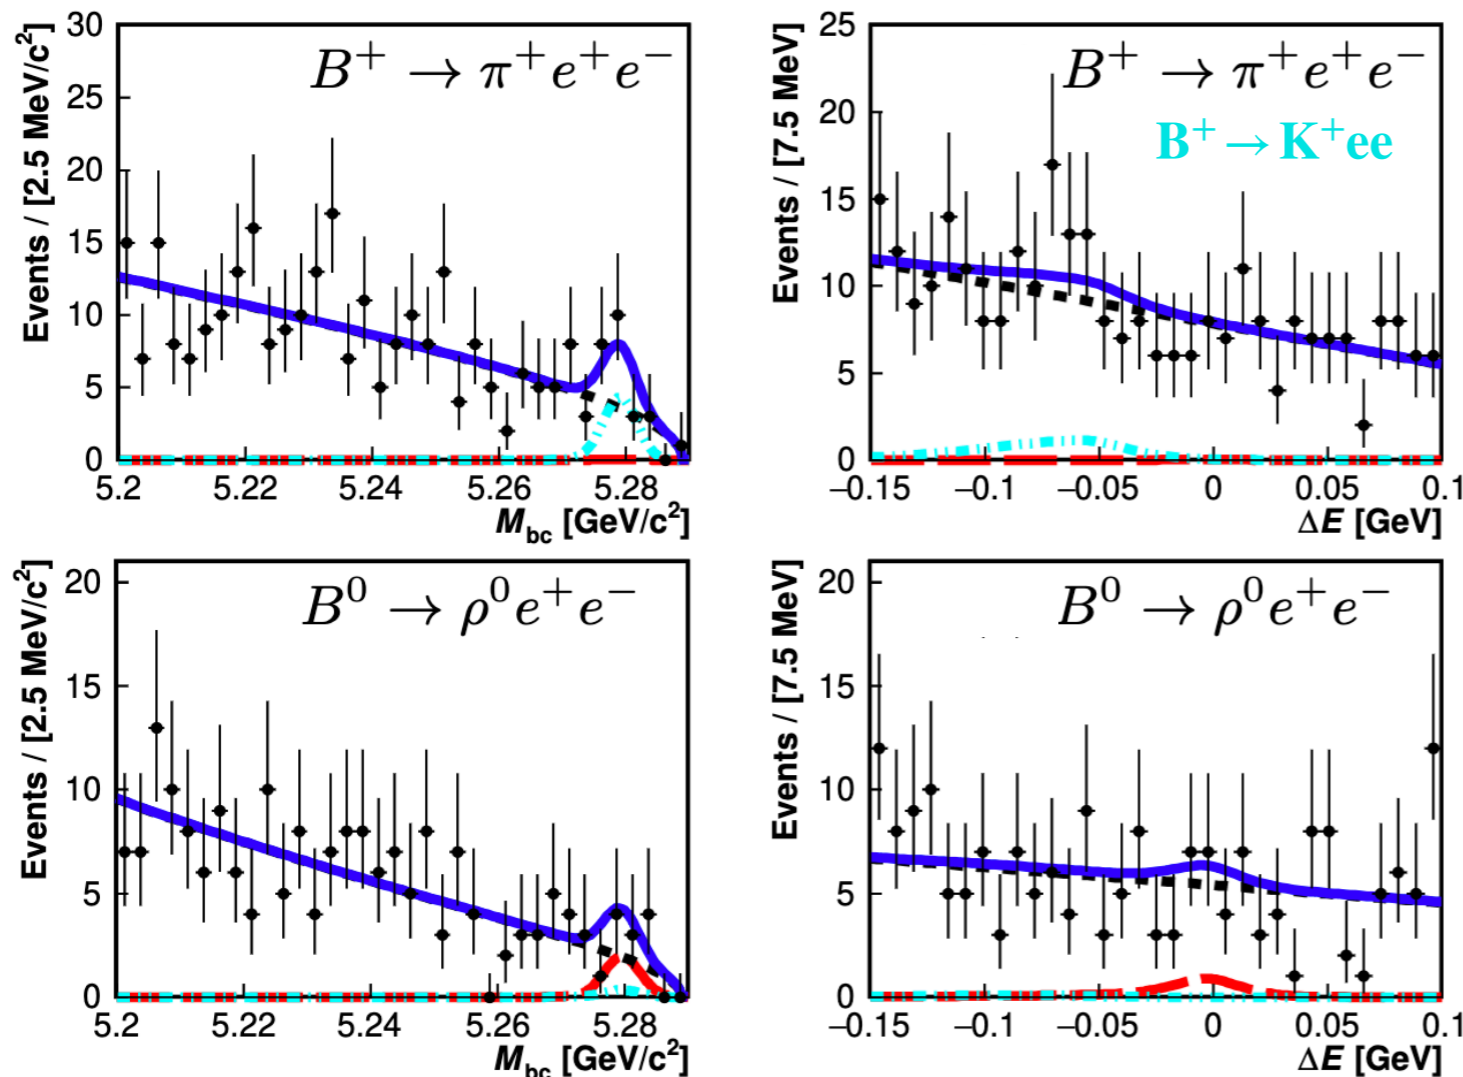 30
25
20
15
10
5
0
Events / [2.5 MeV/c²]
B⁺ → π⁺e⁺e⁻
5.2 5.22 5.24 5.26 5.28
M_bc [GeV/c²]
25
20
15
10
5
0
Events / [7.5 MeV]
B⁺ → π⁺e⁺e⁻
B⁺ → K⁺ee
−0.15 −0.1 −0.05 0 0.05 0.1
ΔE [GeV]
20
15
10
5
0
Events / [2.5 MeV/c²]
B⁰ → ρ⁰e⁺e⁻
5.2 5.22 5.24 5.26 5.28
M_bc [GeV/c²]
20
15
10
5
0
Events / [7.5 MeV]
B⁰ → ρ⁰e⁺e⁻
−0.15 −0.1 −0.05 0 0.05 0.1
ΔE [GeV]